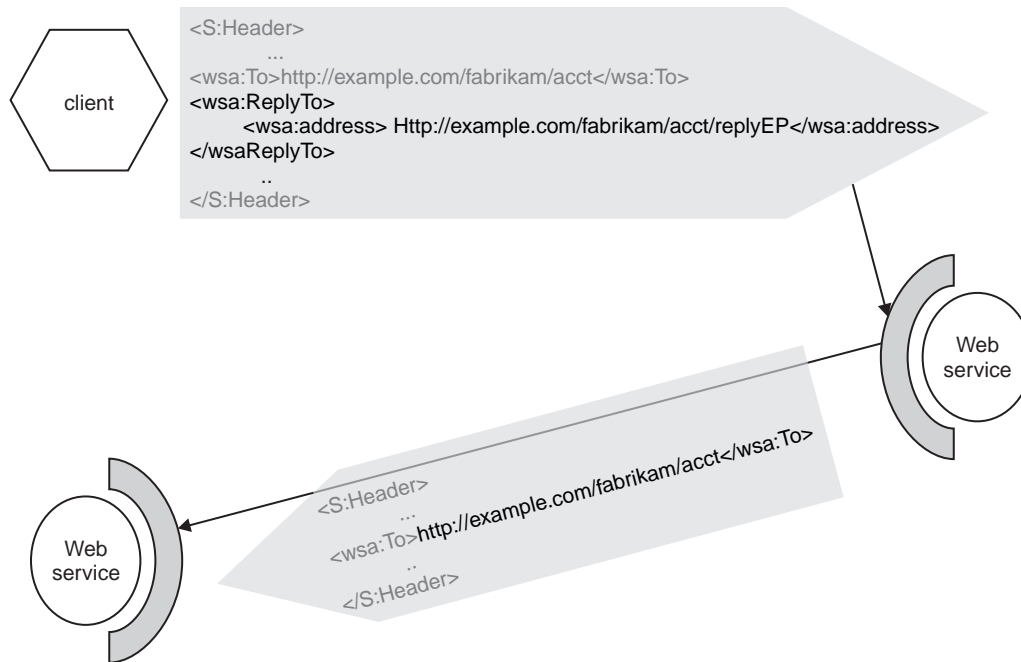 client
<S:Header>
...
<wsa:To>http://example.com/fabrikam/acct</wsa:To>
<wsa:ReplyTo>
<wsa:address> Http://example.com/fabrikam/acct/replyEP</wsa:address>
</wsaReplyTo>
..
</S:Header>
Web
service
<S:Header>
...
<wsa:To>http://example.com/fabrikam/acct</wsa:To>
..
</S:Header>
Web
service